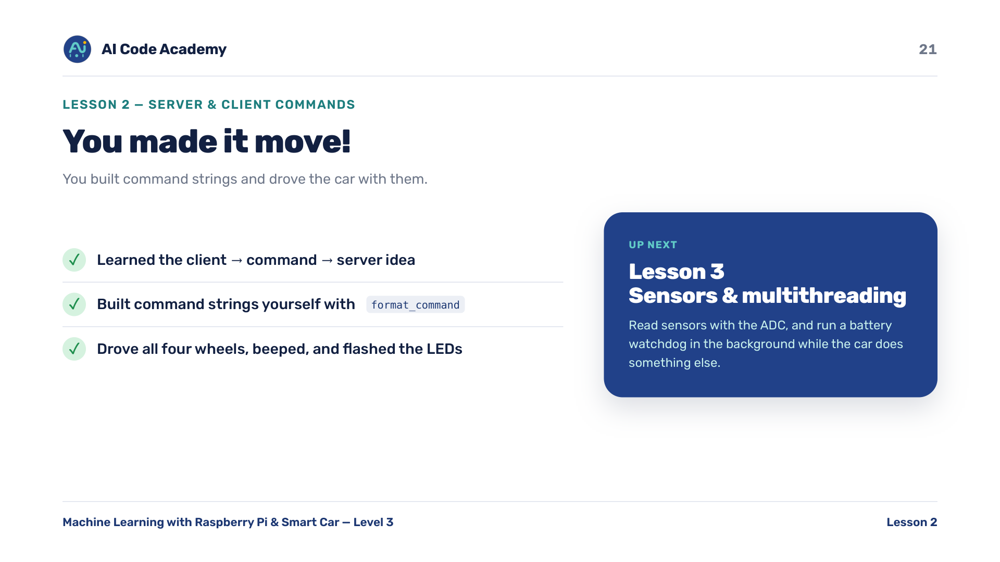 AI Code Academy
21
LESSON 2 — SERVER & CLIENT COMMANDS
You made it move!
You built command strings and drove the car with them.
✓ Learned the client → command → server idea
✓ Built command strings yourself with format_command
✓ Drove all four wheels, beeped, and flashed the LEDs
UP NEXT
Lesson 3
Sensors & multithreading
Read sensors with the ADC, and run a battery
watchdog in the background while the car does
something else.
Machine Learning with Raspberry Pi & Smart Car — Level 3
Lesson 2